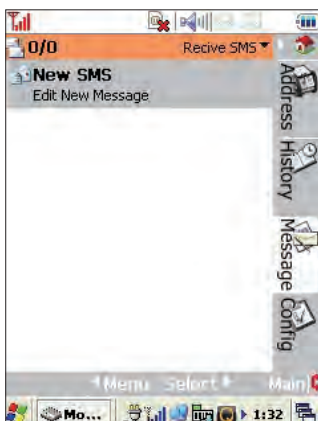 0/0 Recive SMS
New SMS
Edit New Message
Address
History
Message
Config
Menu Select Main
Mo... 1:32